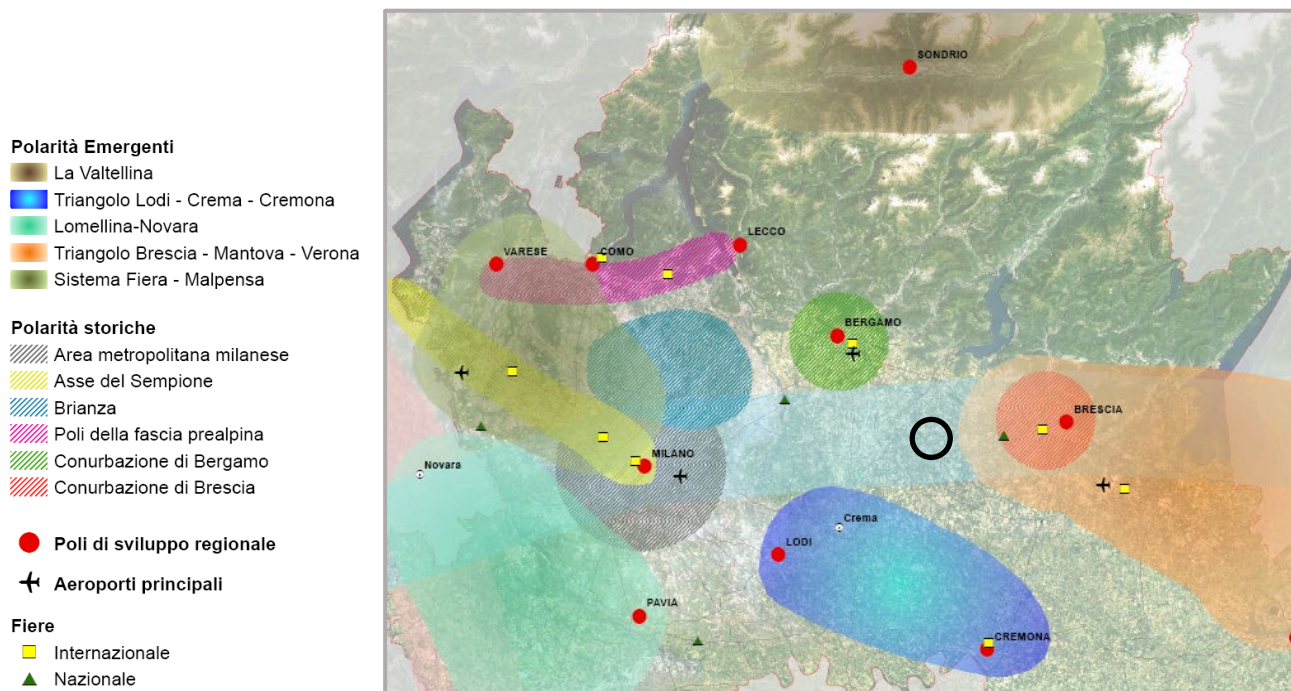 Polarità Emergenti
La Valtellina
Triangolo Lodi - Crema - Cremona
Lomellina-Novara
Triangolo Brescia - Mantova - Verona
Sistema Fiera - Malpensa
Polarità storiche
Area metropolitana milanese
Asse del Sempione
Brianza
Poli della fascia prealpina
Conurbazione di Bergamo
Conurbazione di Brescia
Poli di sviluppo regionale
Aeroporti principali
Fiere
Internazionale
Nazionale
SONDRIO
LECCO
VARESE
COMO
BERGAMO
BRESCIA
MILANO
Novara
Crema
LODI
PAVIA
CREMONA